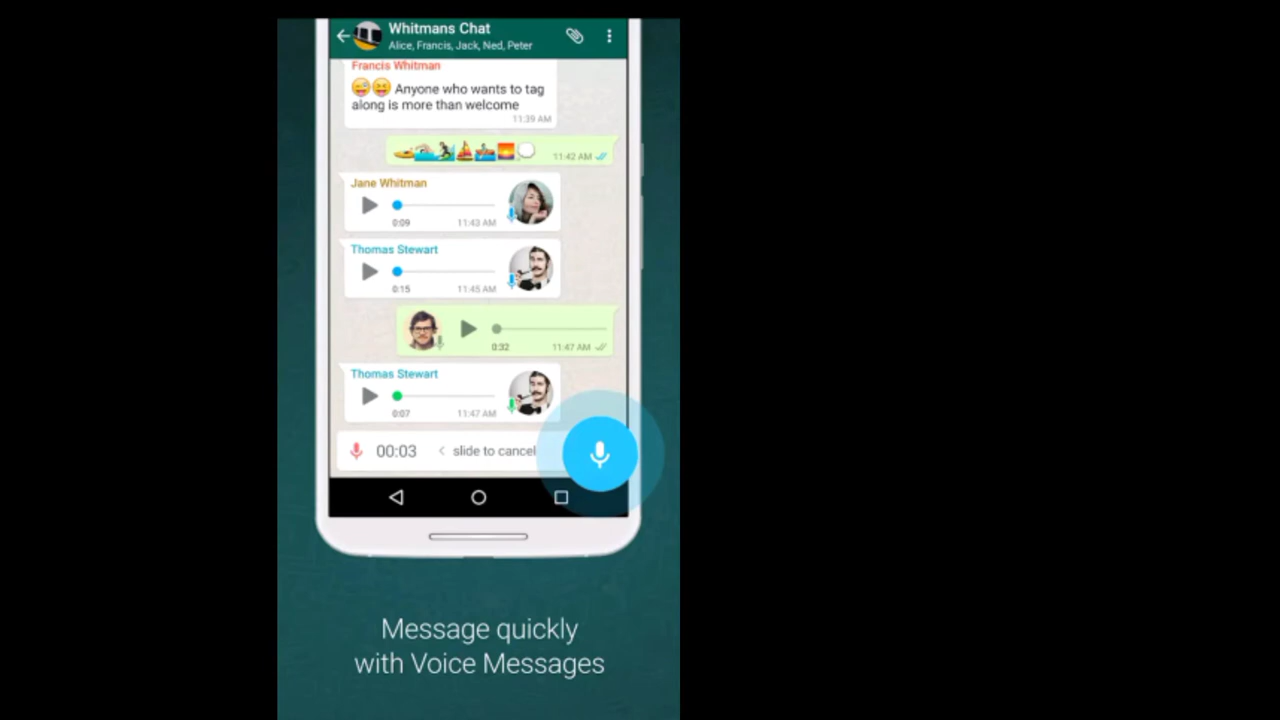 Whitmans Chat
Alice, Francis, Jack, Ned, Peter
Francis Whitman
😜😝 Anyone who wants to tag
along is more than welcome
11:39 AM
11:42 AM
Jane Whitman
0:09 11:43 AM
Thomas Stewart
0:15 11:45 AM
0:32 11:47 AM
Thomas Stewart
0:07 11:47 AM
00:03 < slide to cancel
Message quickly
with Voice Messages